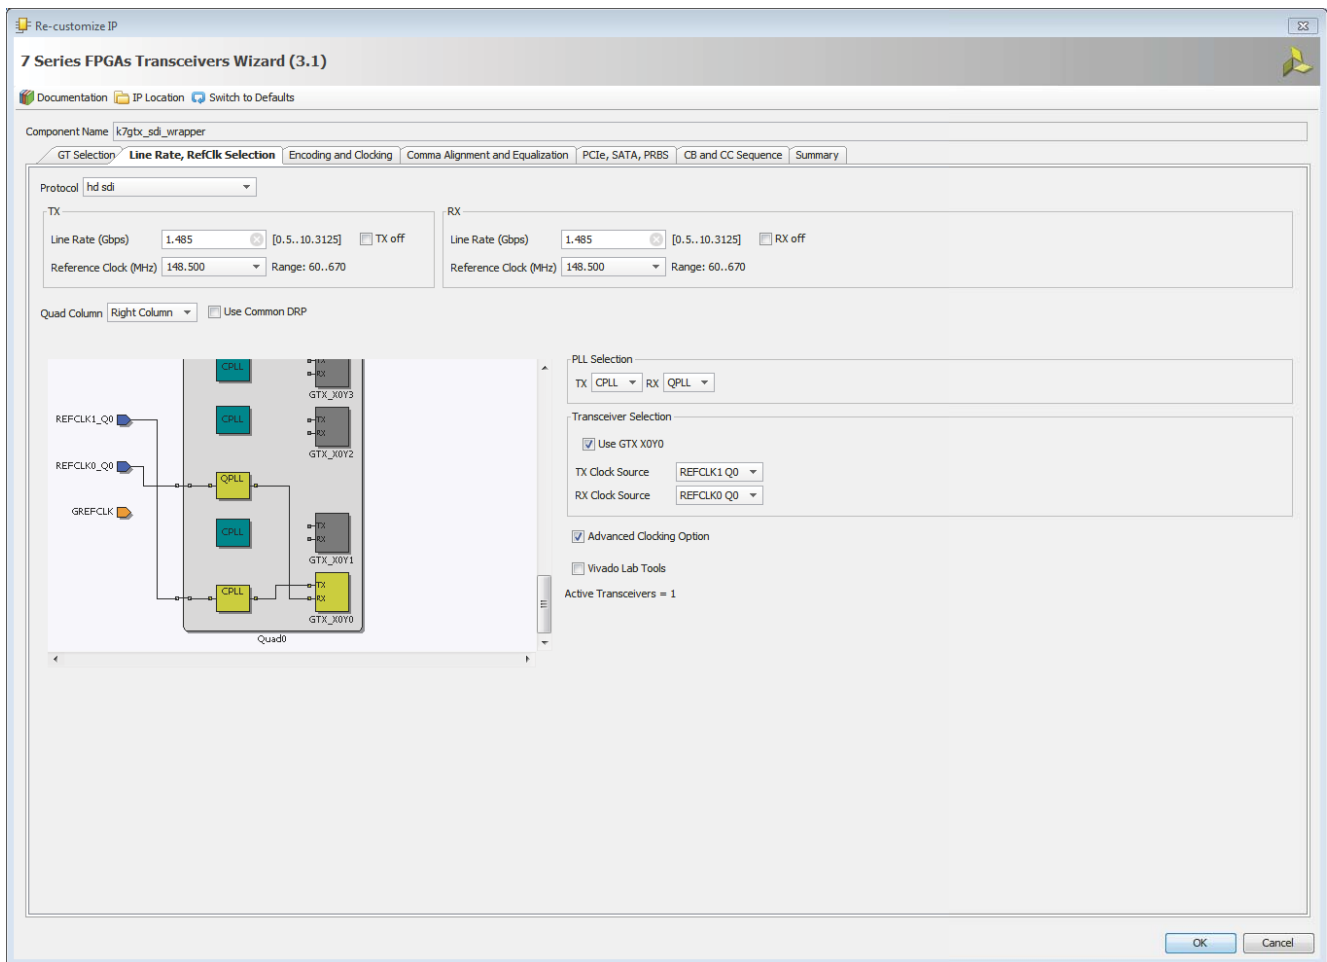 Re-customize IP
7 Series FPGAs Transceivers Wizard (3.1)
Documentation IP Location Switch to Defaults
Component Name k7gtx_sdi_wrapper
GT Selection Line Rate, RefClk Selection Encoding and Clocking Comma Alignment and Equalization PCIe, SATA, PRBS CB and CC Sequence Summary
Protocol hd sdi
TX
Line Rate (Gbps) 1.485 [0.5..10.3125] TX off
Reference Clock (MHz) 148.500 Range: 60..670
RX
Line Rate (Gbps) 1.485 [0.5..10.3125] RX off
Reference Clock (MHz) 148.500 Range: 60..670
Quad Column Right Column Use Common DRP
CPLL TX
RX
GTX_X0Y3
REFCLK1_Q0 CPLL TX
RX
GTX_X0Y2
REFCLK0_Q0 QPLL
GREFCLK
CPLL TX
RX
GTX_X0Y1
CPLL TX
RX
GTX_X0Y0
Quad0
PLL Selection
TX CPLL RX QPLL
Transceiver Selection
Use GTX X0Y0
TX Clock Source REFCLK1 Q0
RX Clock Source REFCLK0 Q0
Advanced Clocking Option
Vivado Lab Tools
Active Transceivers = 1
OK Cancel